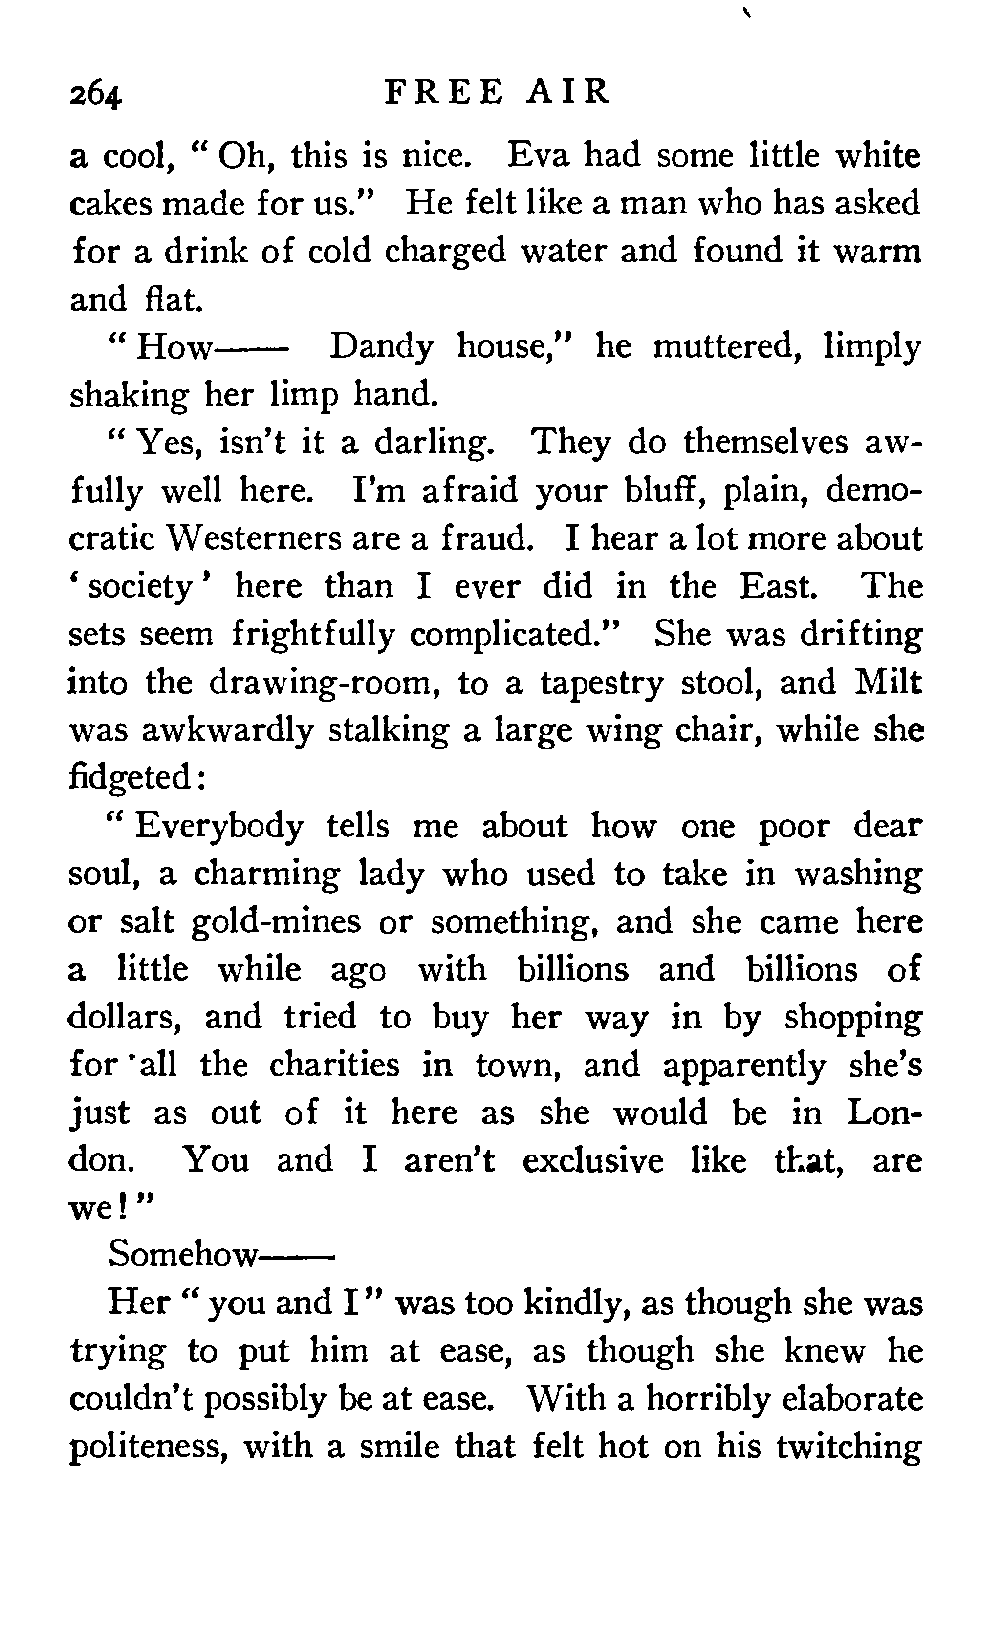 264 FREE AIR
a cool, “ Oh, this is nice. Eva had some little white
cakes made for us.” He felt like a man who has asked
for a drink of cold charged water and found it warm
and flat.
“ How—— Dandy house,” he muttered, limply
shaking her limp hand.
“ Yes, isn’t it a darling. They do themselves aw-
fully well here. I’m afraid your bluff, plain, demo-
cratic Westerners are a fraud. I hear a lot more about
‘ society ’ here than I ever did in the East. The
sets seem frightfully complicated.” She was drifting
into the drawing-room, to a tapestry stool, and Milt
was awkwardly stalking a large wing chair, while she
fidgeted:
“ Everybody tells me about how one poor dear
soul, a charming lady who used to take in washing
or salt gold-mines or something, and she came here
a little while ago with billions and billions of
dollars, and tried to buy her way in by shopping
for all the charities in town, and apparently she’s
just as out of it here as she would be in Lon-
don. You and I aren’t exclusive like that, are
we! ”
Somehow——
Her “ you and I ” was too kindly, as though she was
trying to put him at ease, as though she knew he
couldn’t possibly be at ease. With a horribly elaborate
politeness, with a smile that felt hot on his twitching